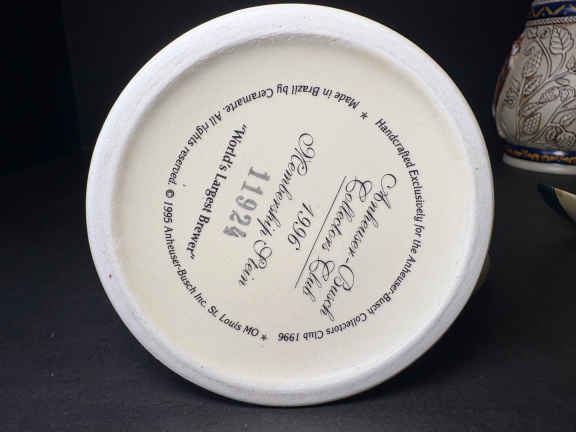 Handcrafted Exclusively for the Anheuser-Busch Collectors Club 1996 ★
© 1995 Anheuser-Busch Inc. St. Louis MO ★
Made in Brazil by Ceramarte. All rights reserved.
Anheuser-Busch
Collectors Club
1996
Membership Stein
11924
"World's Largest Brewer"